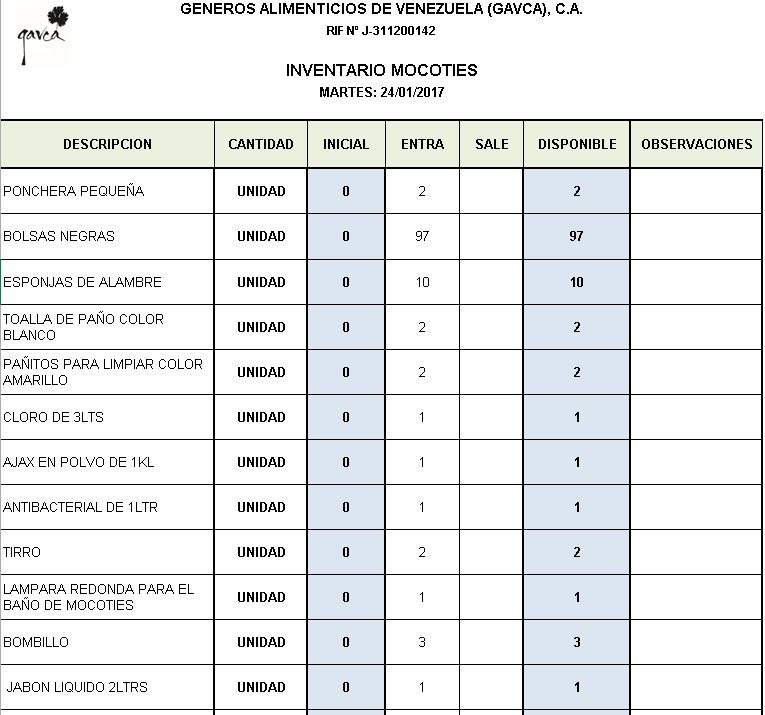 gavca
GENEROS ALIMENTICIOS DE VENEZUELA (GAVCA), C.A.
RIF Nº J-311200142
INVENTARIO MOCOTIES
MARTES: 24/01/2017
DESCRIPCION CANTIDAD INICIAL ENTRA SALE DISPONIBLE OBSERVACIONES
PONCHERA PEQUEÑA UNIDAD 0 2 2
BOLSAS NEGRAS UNIDAD 0 97 97
ESPONJAS DE ALAMBRE UNIDAD 0 10 10
TOALLA DE PAÑO COLOR
BLANCO UNIDAD 0 2 2
PAÑITOS PARA LIMPIAR COLOR
AMARILLO UNIDAD 0 2 2
CLORO DE 3LTS UNIDAD 0 1 1
AJAX EN POLVO DE 1KL UNIDAD 0 1 1
ANTIBACTERIAL DE 1LTR UNIDAD 0 1 1
TIRRO UNIDAD 0 2 2
LAMPARA REDONDA PARA EL
BAÑO DE MOCOTIES UNIDAD 0 1 1
BOMBILLO UNIDAD 0 3 3
JABON LIQUIDO 2LTRS UNIDAD 0 1 1